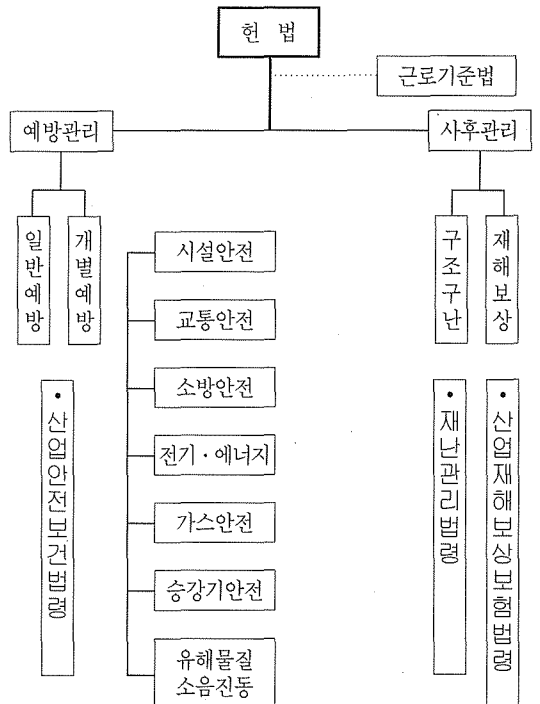 헌 법
근로기준법
예방관리
사후관리
일반예방
개별예방
구조구난
재해보상
시설안전
교통안전
소방안전
전기·에너지
가스안전
승강기안전
유해물질
소음진동
• 산업안전보건법령
• 재난관리법령
• 산업재해보상보험법령